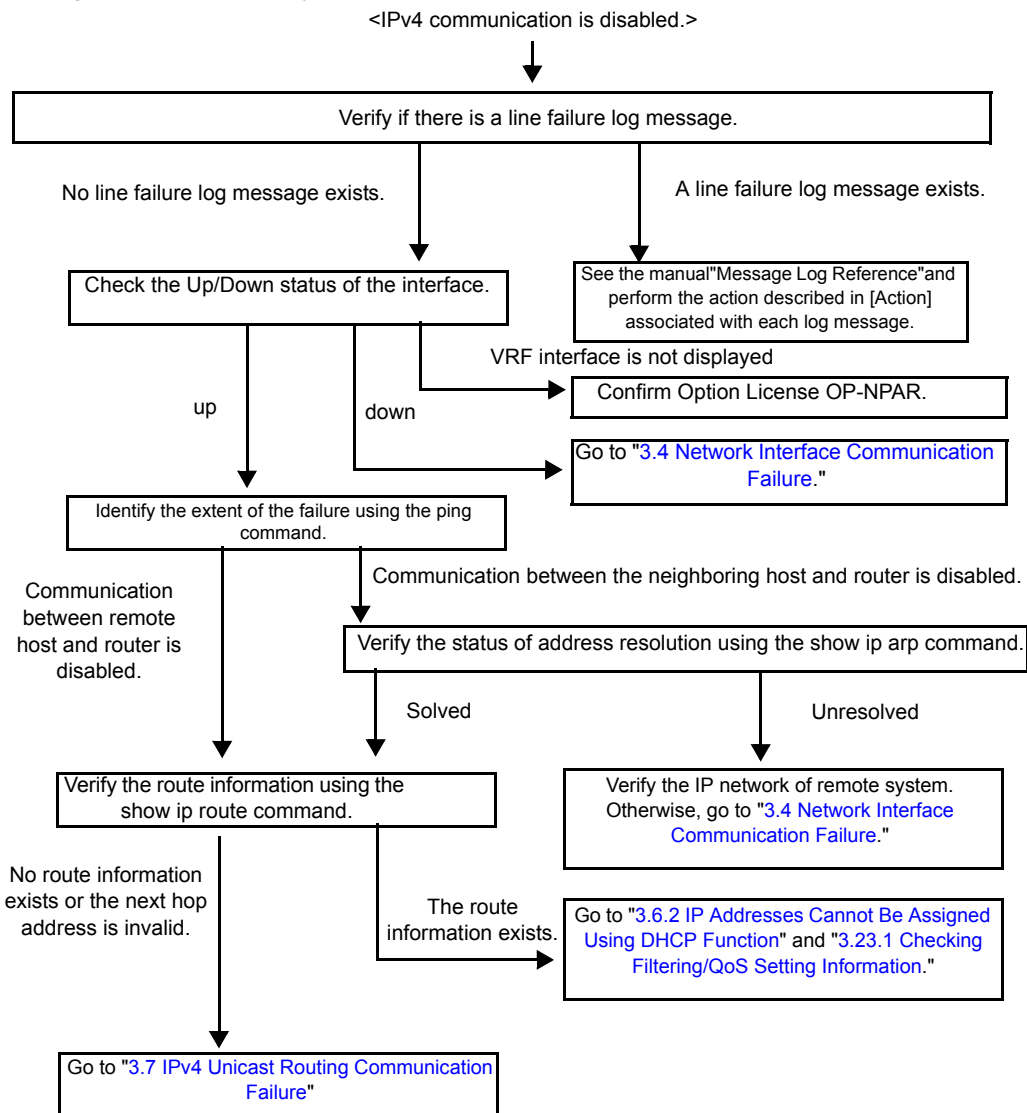 <IPv4 communication is disabled.>
Verify if there is a line failure log message.
No line failure log message exists.
A line failure log message exists.
Check the Up/Down status of the interface.
See the manual"Message Log Reference"and
perform the action described in [Action]
associated with each log message.
VRF interface is not displayed
Confirm Option License OP-NPAR.
up
down
Go to "3.4 Network Interface Communication
Failure."
Identify the extent of the failure using the ping
command.
Communication
between remote
host and router is
disabled.
Communication between the neighboring host and router is disabled.
Verify the status of address resolution using the show ip arp command.
Solved
Unresolved
Verify the route information using the
show ip route command.
Verify the IP network of remote system.
Otherwise, go to "3.4 Network Interface
Communication Failure."
No route information
exists or the next hop
address is invalid.
The route
information exists.
Go to "3.6.2 IP Addresses Cannot Be Assigned
Using DHCP Function" and "3.23.1 Checking
Filtering/QoS Setting Information."
Go to "3.7 IPv4 Unicast Routing Communication
Failure"